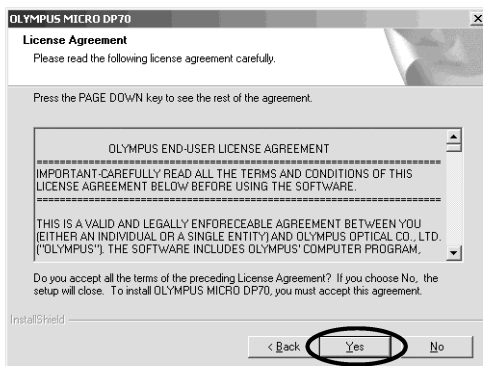 OLYMPUS MICRO DP70
License Agreement
Please read the following license agreement carefully.
Press the PAGE DOWN key to see the rest of the agreement.
OLYMPUS END-USER LICENSE AGREEMENT
==========================================================
IMPORTANT-CAREFULLY READ ALL THE TERMS AND CONDITIONS OF THIS
LICENSE AGREEMENT BELOW BEFORE USING THE SOFTWARE.
==========================================================
THIS IS A VALID AND LEGALLY ENFORECEABLE AGREEMENT BETWEEN YOU
(EITHER AN INDIVIDUAL OR A SINGLE ENTITY) AND OLYMPUS OPTICAL CO., LTD.
("OLYMPUS"). THE SOFTWARE INCLUDES OLYMPUS' COMPUTER PROGRAM,
Do you accept all the terms of the preceding License Agreement? If you choose No, the
setup will close. To install OLYMPUS MICRO DP70, you must accept this agreement.
InstallShield
< Back
Yes
No